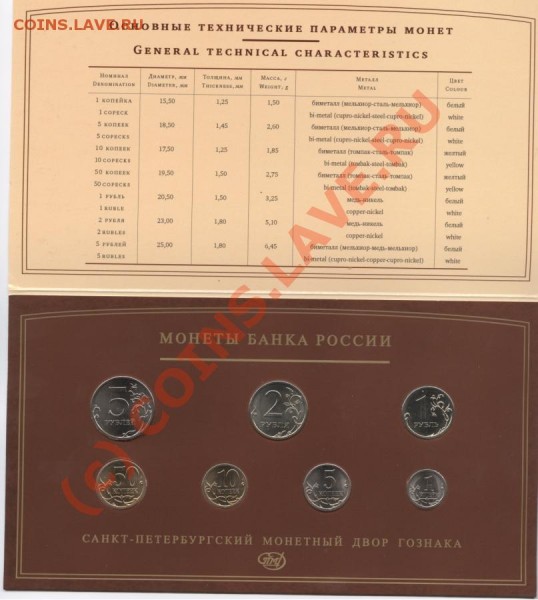 COINS.LAVE.RU
ОСНОВНЫЕ ТЕХНИЧЕСКИЕ ПАРАМЕТРЫ МОНЕТ
GENERAL TECHNICAL CHARACTERISTICS
НОМИНАЛ ДИАМЕТР, ММ ТОЛЩИНА, ММ МАССА, Г МЕТАЛЛ ЦВЕТ
DENOMINATION DIAMETER, ММ THICKNESS, ММ WEIGHT, g METAL COLOUR
1 КОПЕЙКА 15,50 1,25 1,50 биметалл (мельхиор-сталь-мельхиор) белый
1 COPECK bi-metal (cupro-nickel-steel-cupro-nickel) white
5 КОПЕЕК 18,50 1,45 2,60 биметалл (мельхиор-сталь-мельхиор) белый
5 COPECKS bi-metal (cupro-nickel-steel-cupro-nickel) white
10 КОПЕЕК 17,50 1,25 1,85 биметалл (томпак-сталь-томпак) желтый
10 COPECKS bi-metal (tombak-steel-tombak) yellow
50 КОПЕЕК 19,50 1,50 2,75 биметалл (томпак-сталь-томпак) желтый
50 COPECKS bi-metal (tombak-steel-tombak) yellow
1 РУБЛЬ 20,50 1,50 3,25 медь-никель белый
1 ROUBLE copper-nickel white
2 РУБЛЯ 23,00 1,80 5,10 медь-никель белый
2 ROUBLES copper-nickel white
5 РУБЛЕЙ 25,00 1,80 6,45 биметалл (мельхиор-медь-мельхиор) белый
5 ROUBLES bi-metal (cupro-nickel-copper-cupro-nickel) white
МОНЕТЫ БАНКА РОССИИ
5 2 1
РУБЛЕЙ РУБЛЯ РУБЛЬ
50 10 5 1
КОПЕЕК КОПЕЕК КОПЕЕК КОПЕЙКА
САНКТ-ПЕТЕРБУРГСКИЙ МОНЕТНЫЙ ДВОР ГОЗНАКА
(c) COINS.LAVE.RU